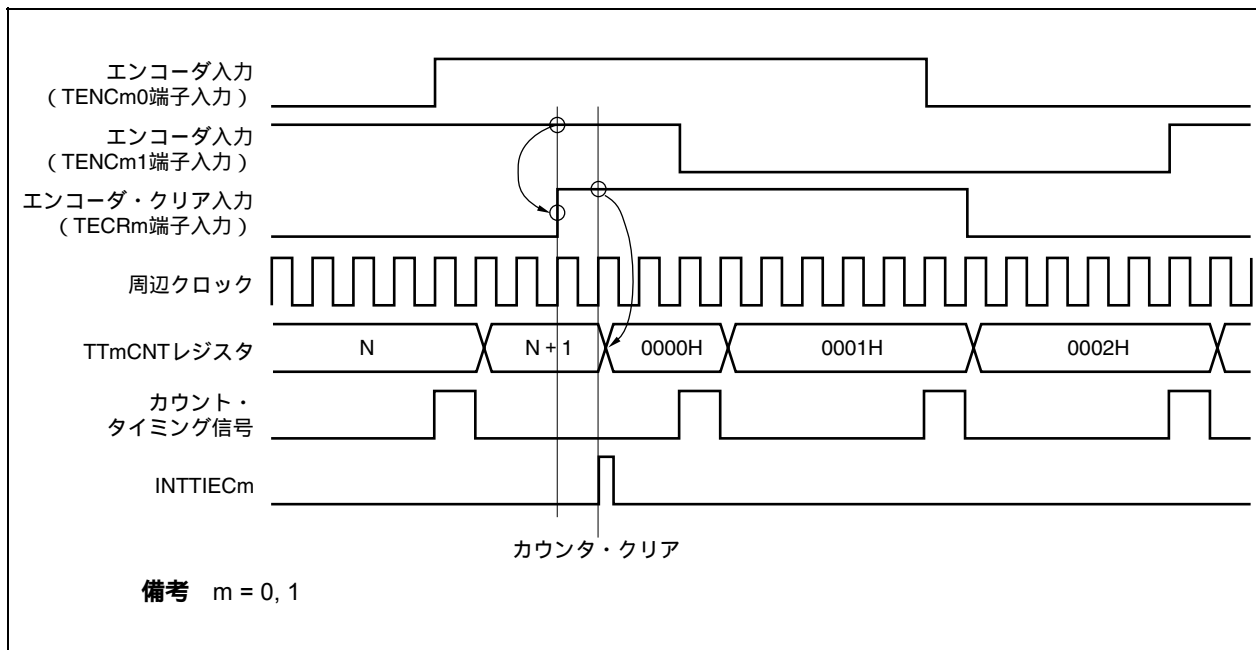 エンコーダ入力
（TENCm0端子入力）
エンコーダ入力
（TENCm1端子入力）
エンコーダ・クリア入力
（TECRm端子入力）
周辺クロック
TTmCNTレジスタ
N
N + 1
0000H
0001H
0002H
カウント・
タイミング信号
INTTIECm
カウンタ・クリア
備考 m = 0, 1